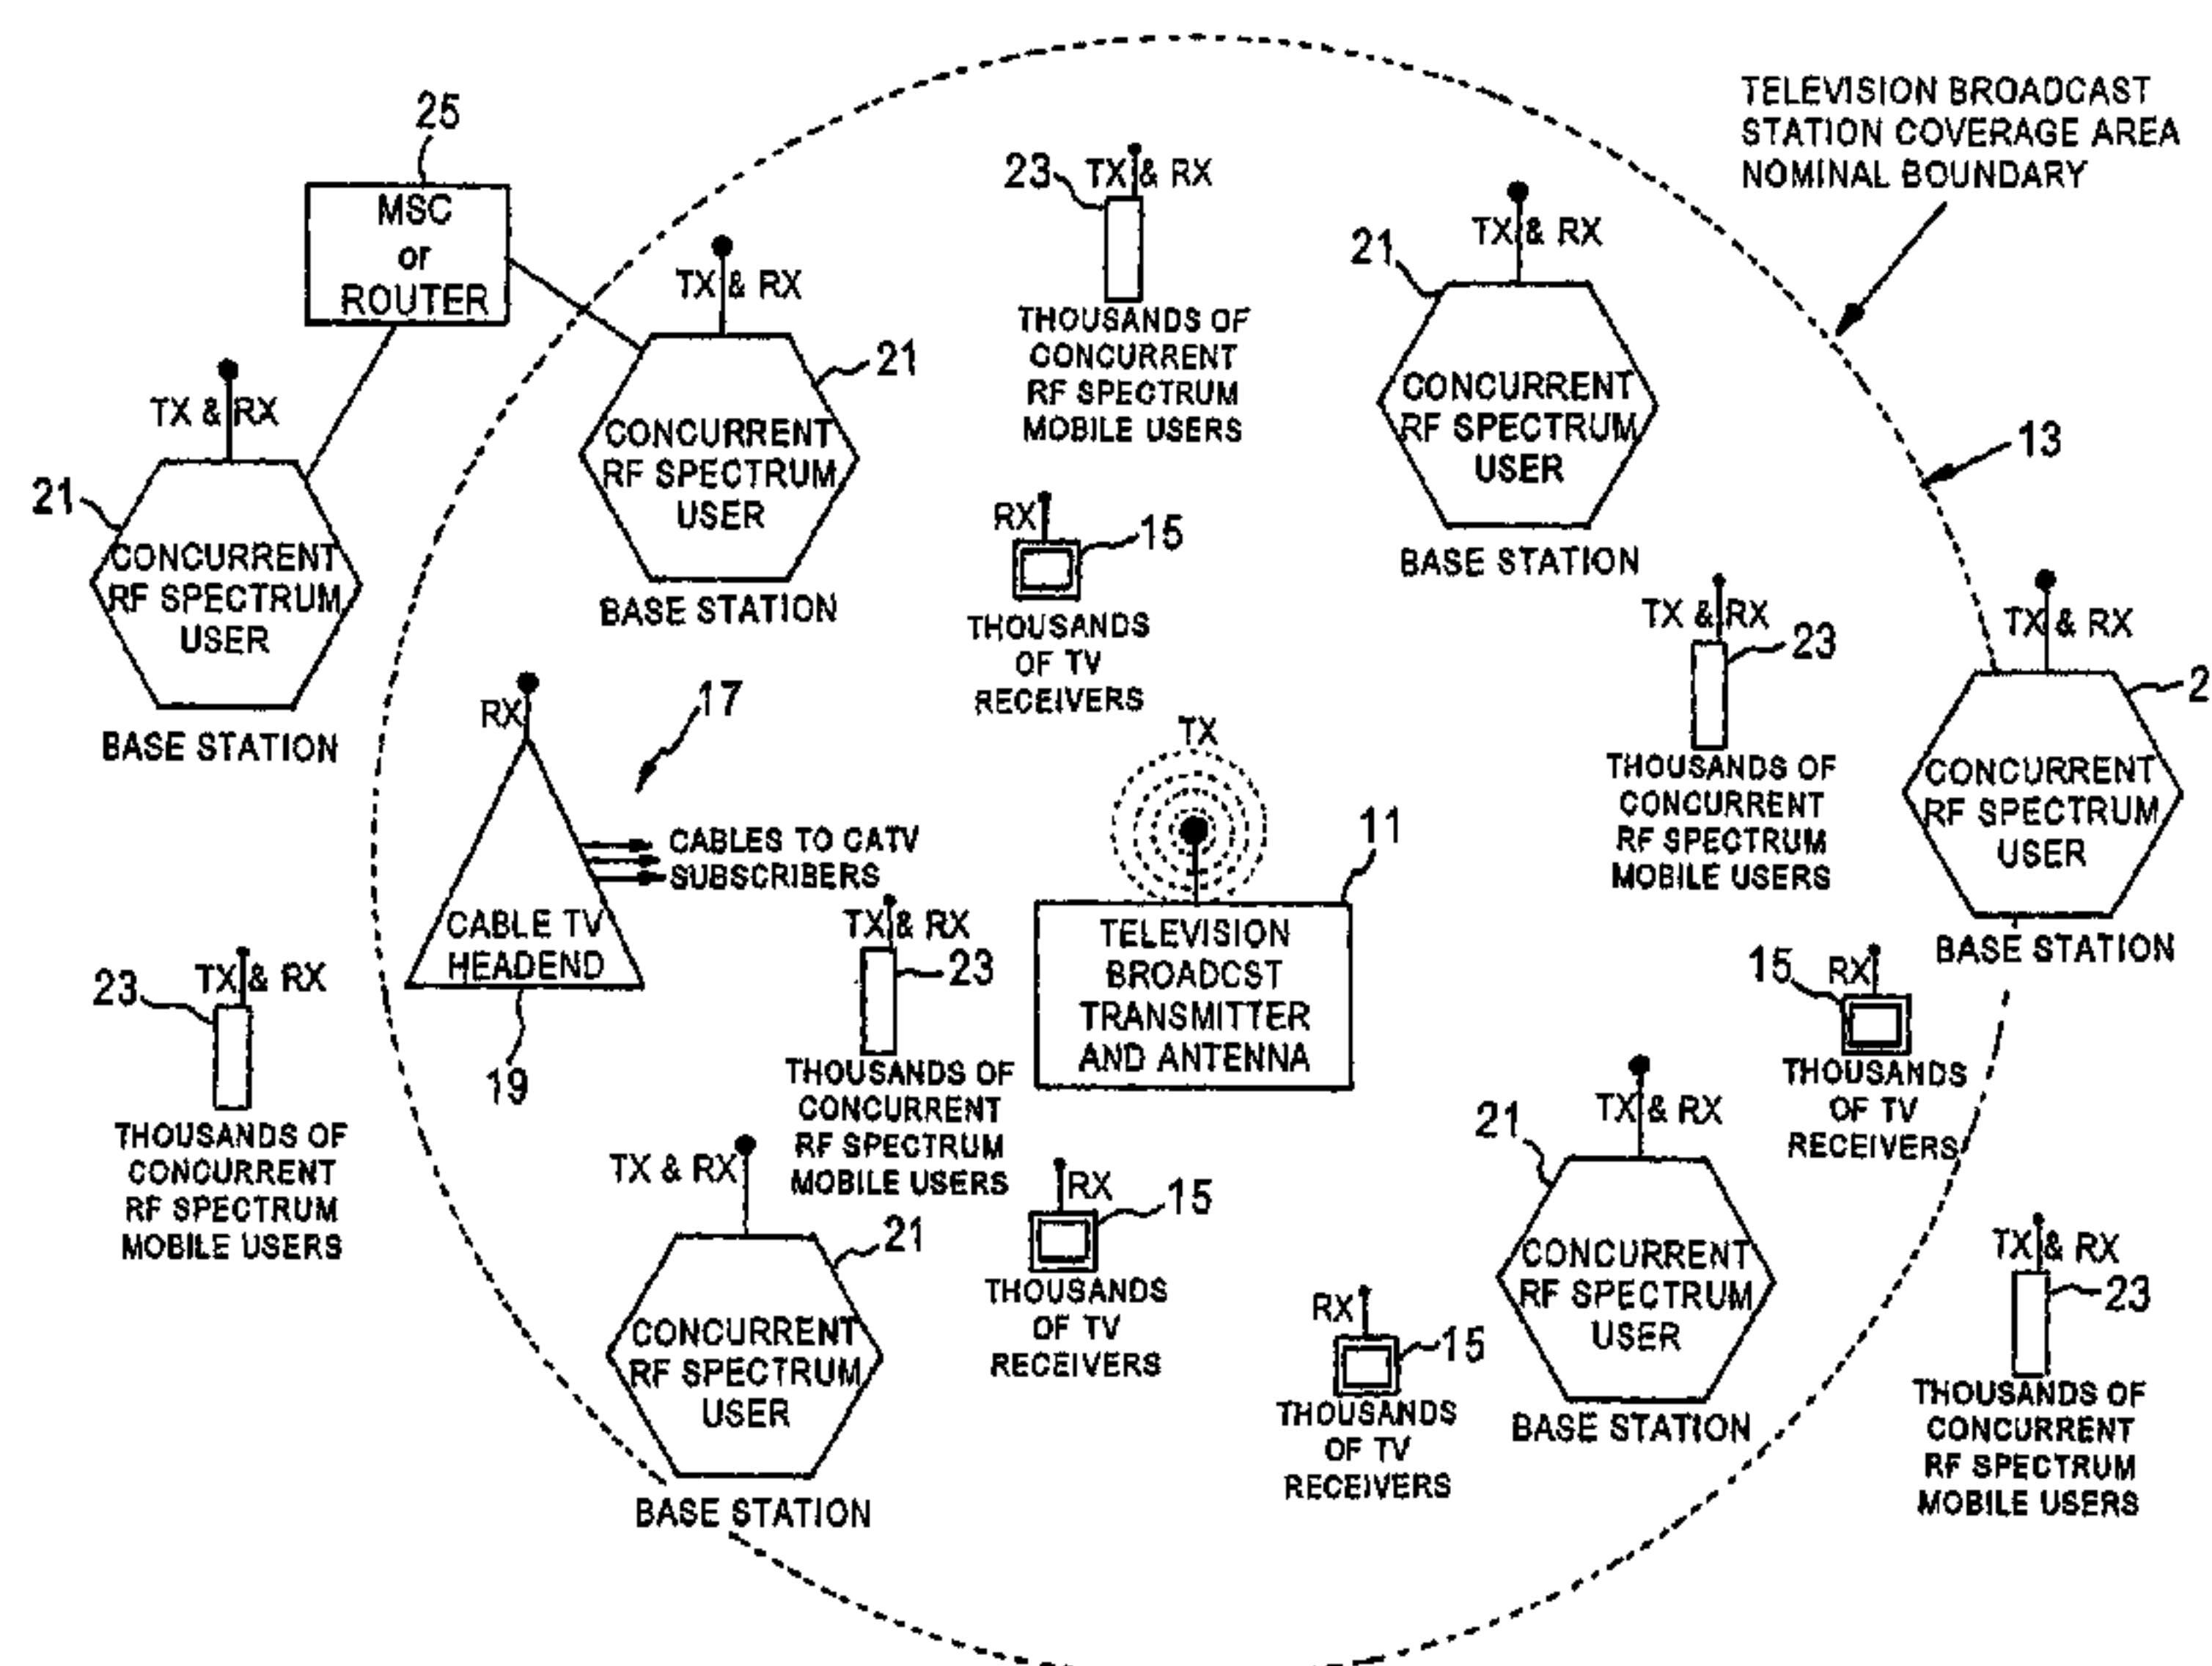 TELEVISION BROADCAST
STATION COVERAGE AREA
NOMINAL BOUNDARY
25
MSC
or
ROUTER
23
TX & RX
THOUSANDS OF
CONCURRENT
RF SPECTRUM
MOBILE USERS
21
TX & RX
CONCURRENT
RF SPECTRUM
USER
BASE STATION
TX & RX
21
CONCURRENT
RF SPECTRUM
USER
BASE STATION
TX & RX
21
CONCURRENT
RF SPECTRUM
USER
BASE STATION
13
RX
15
THOUSANDS
OF TV
RECEIVERS
TX & RX
23
THOUSANDS OF
CONCURRENT
RF SPECTRUM
MOBILE USERS
TX & RX
2
CONCURRENT
RF SPECTRUM
USER
BASE STATION
RX
17
CABLES TO CATV
SUBSCRIBERS
CABLE TV
HEADEND
19
TX
11
TELEVISION
BROADCST
TRANSMITTER
AND ANTENNA
TX & RX
23
THOUSANDS OF
CONCURRENT
RF SPECTRUM
MOBILE USERS
23
TX & RX
THOUSANDS OF
CONCURRENT
RF SPECTRUM
MOBILE USERS
15
RX
THOUSANDS
OF TV
RECEIVERS
TX & RX
21
CONCURRENT
RF SPECTRUM
USER
BASE STATION
RX
15
THOUSANDS
OF TV
RECEIVERS
RX
15
THOUSANDS
OF TV
RECEIVERS
21
TX & RX
CONCURRENT
RF SPECTRUM
USER
BASE STATION
TX & RX
23
THOUSANDS OF
CONCURRENT
RF SPECTRUM
MOBILE USERS